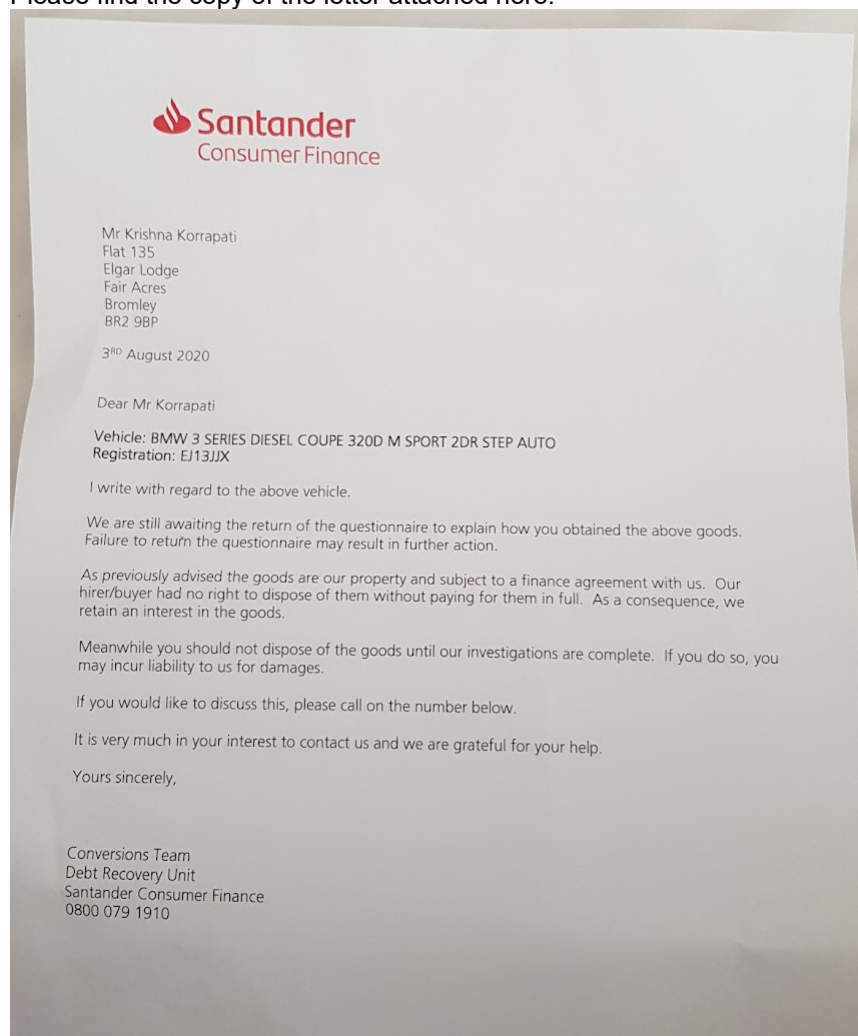 Please find the copy of the letter attached here.
Santander
Consumer Finance
Mr Krishna Korrapati
Flat 135
Elgar Lodge
Fair Acres
Bromley
BR2 9BP
3RD August 2020
Dear Mr Korrapati
Vehicle: BMW 3 SERIES DIESEL COUPE 320D M SPORT 2DR STEP AUTO
Registration: EJ13JJX
I write with regard to the above vehicle.
We are still awaiting the return of the questionnaire to explain how you obtained the above goods.
Failure to return the questionnaire may result in further action.
As previously advised the goods are our property and subject to a finance agreement with us. Our
hirer/buyer had no right to dispose of them without paying for them in full. As a consequence, we
retain an interest in the goods.
Meanwhile you should not dispose of the goods until our investigations are complete. If you do so, you
may incur liability to us for damages.
If you would like to discuss this, please call on the number below.
It is very much in your interest to contact us and we are grateful for your help.
Yours sincerely,
Conversions Team
Debt Recovery Unit
Santander Consumer Finance
0800 079 1910